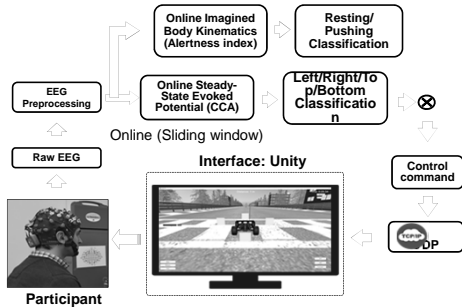 Online Imagined
Body Kinematics
(Alertness index)
Resting/
Pushing
Classification
EEG
Preprocessing
Online Steady-
State Evoked
Potential (CCA)
Left/Right/To
p/Bottom
Classificatio
n
Online (Sliding window)
Raw EEG
Interface: Unity
Control
command
TCP/IP
DP
Participant